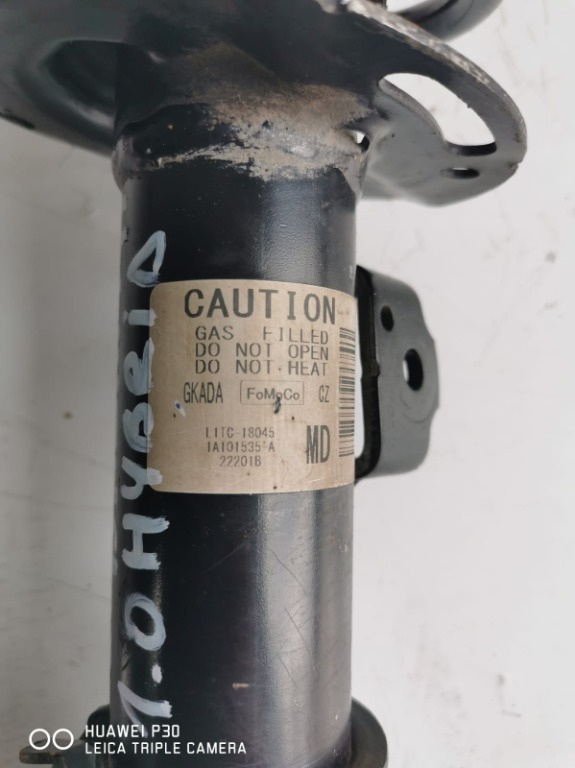 CAUTION
GAS FILLED
DO NOT OPEN
DO NOT HEAT
GKADA FoMoCo CZ
L1TC-18045
1A101535-A MD
22201B
1.0 HYBRID
HUAWEI P30
LEICA TRIPLE CAMERA